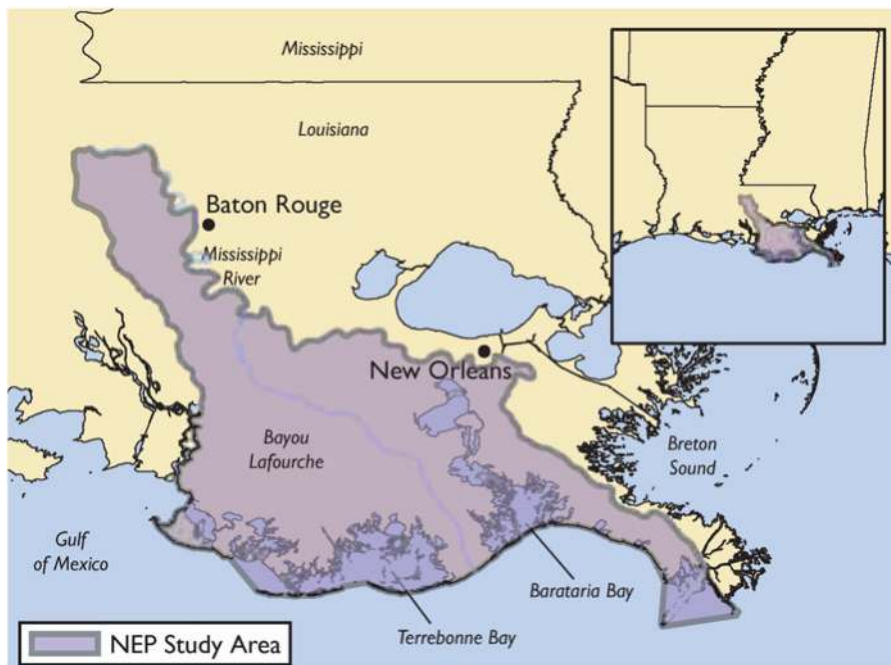 Mississippi
Louisiana
Baton Rouge
Mississippi
River
New Orleans
Bayou
Lafourche
Breton
Sound
Gulf
of Mexico
Barataria Bay
Terrebonne Bay
NEP Study Area